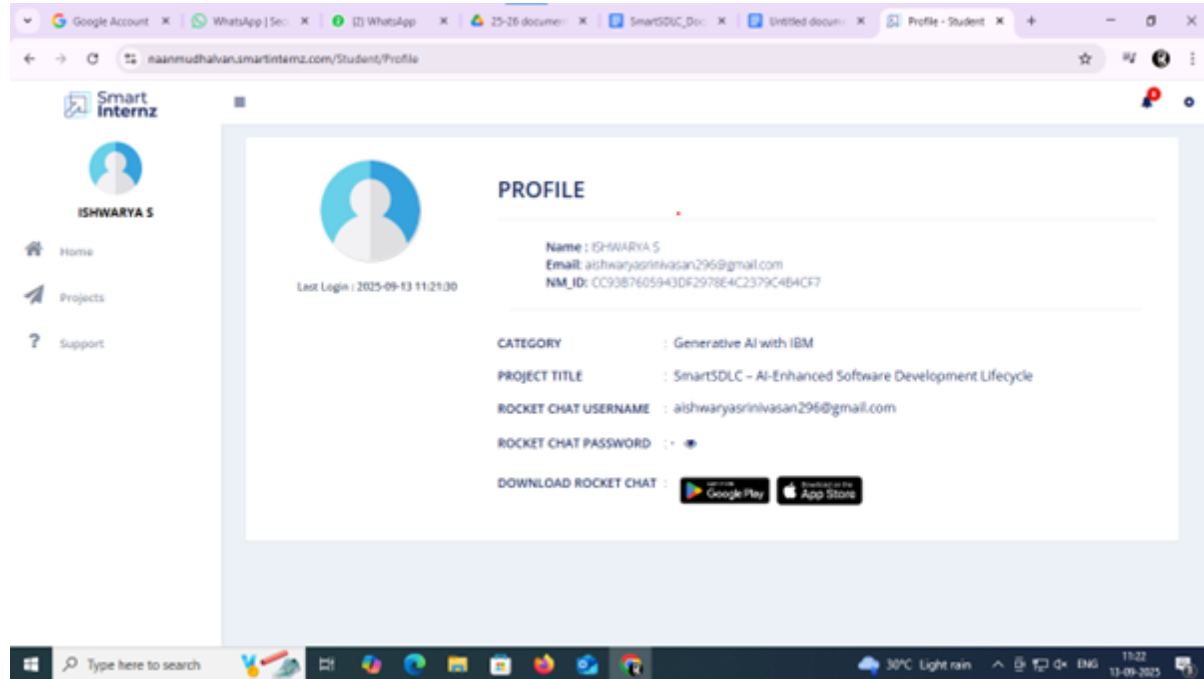 Google Account
WhatsApp | Sec
(2) WhatsApp
25-26 documen
SmartSDLC_Doc
Untitled docum
Profile - Student
naanmudhalvan.smartinternz.com/Student/Profile
Smart
Internz
ISHWARYA S
Home
Projects
Support
Last Login : 2025-09-13 11:21:30
PROFILE
Name : ISHWARYA S
Email: aishwaryasrinivasan296@gmail.com
NM_ID: CC93B7605943DF2978E4C2379C4B4CF7
CATEGORY : Generative AI with IBM
PROJECT TITLE : SmartSDLC – AI-Enhanced Software Development Lifecycle
ROCKET CHAT USERNAME : aishwaryasrinivasan296@gmail.com
ROCKET CHAT PASSWORD : -
DOWNLOAD ROCKET CHAT :
Google Play
Download on the
App Store
Type here to search
30°C Light rain
ENG
11:22
13-09-2025